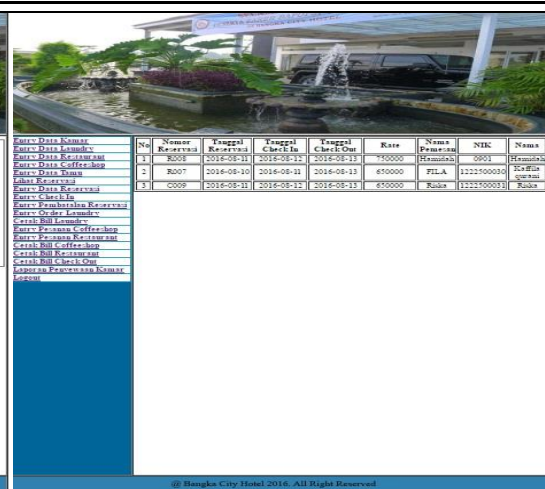 Entry Data Kamar
Entry Data Laundry
Entry Data Restaurant
Entry Data Coffeeshop
Entry Data Tamu
Lihat Reservasi
Entry Data Reservasi
Entry Check In
Entry Pembatalan Reservasi
Entry Order Laundry
Cetak Bill Laundry
Entry Pesanan Coffeeshop
Entry Pesanan Restaurant
Cetak Bill Coffeeshop
Cetak Bill Restaurant
Cetak Bill Check Out
Laporan Penyewaan Kamar
Logout
No Nomor Reservasi Tanggal Reservasi Tanggal Check In Tanggal Check Out Rate Nama Pemesan NIK Nama
1 R008 2016-08-11 2016-08-12 2016-08-13 750000 Hamidah 0901 Hamidah
2 R007 2016-08-10 2016-08-11 2016-08-13 650000 FILA 1222500030 Kaffila qurani
3 C009 2016-08-11 2016-08-12 2016-08-13 650000 Riska 1222500031 Riska
@ Bangka City Hotel 2016. All Right Reserved